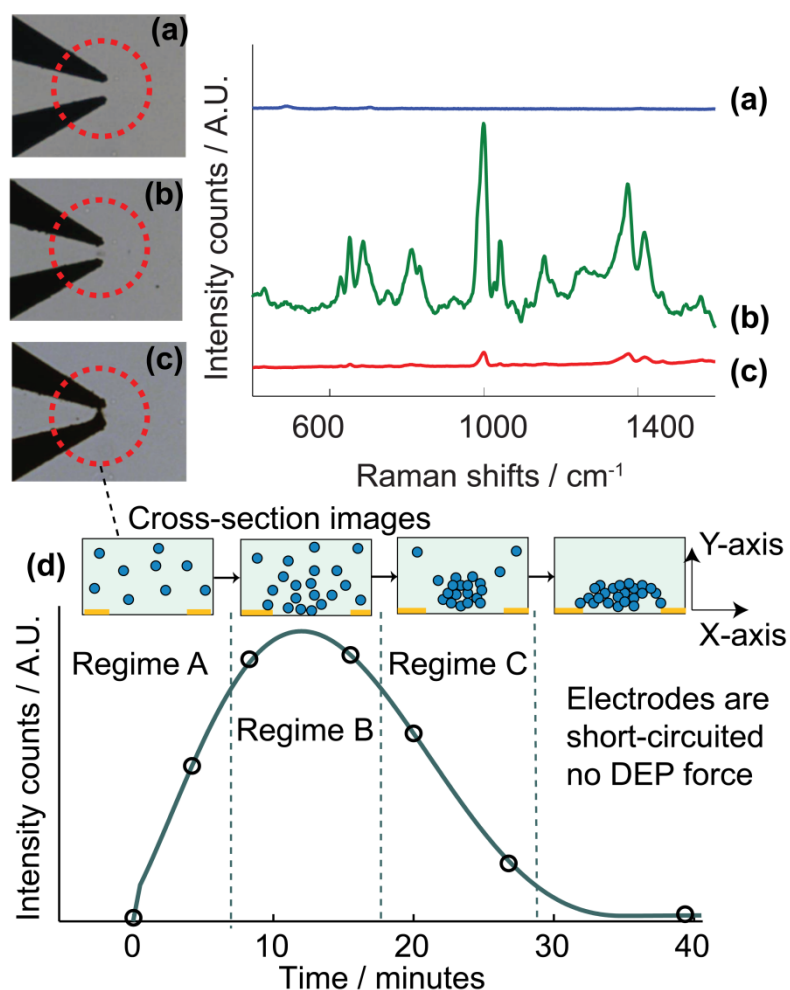 (a)
(b)
(c)
Intensity counts / A.U.
(a)
(b)
(c)
600
1000
1400
Raman shifts / cm⁻¹
Cross-section images
(d)
Y-axis
X-axis
Intensity counts / A.U.
Regime A
Regime B
Regime C
Electrodes are
short-circuited
no DEP force
0
10
20
30
40
Time / minutes